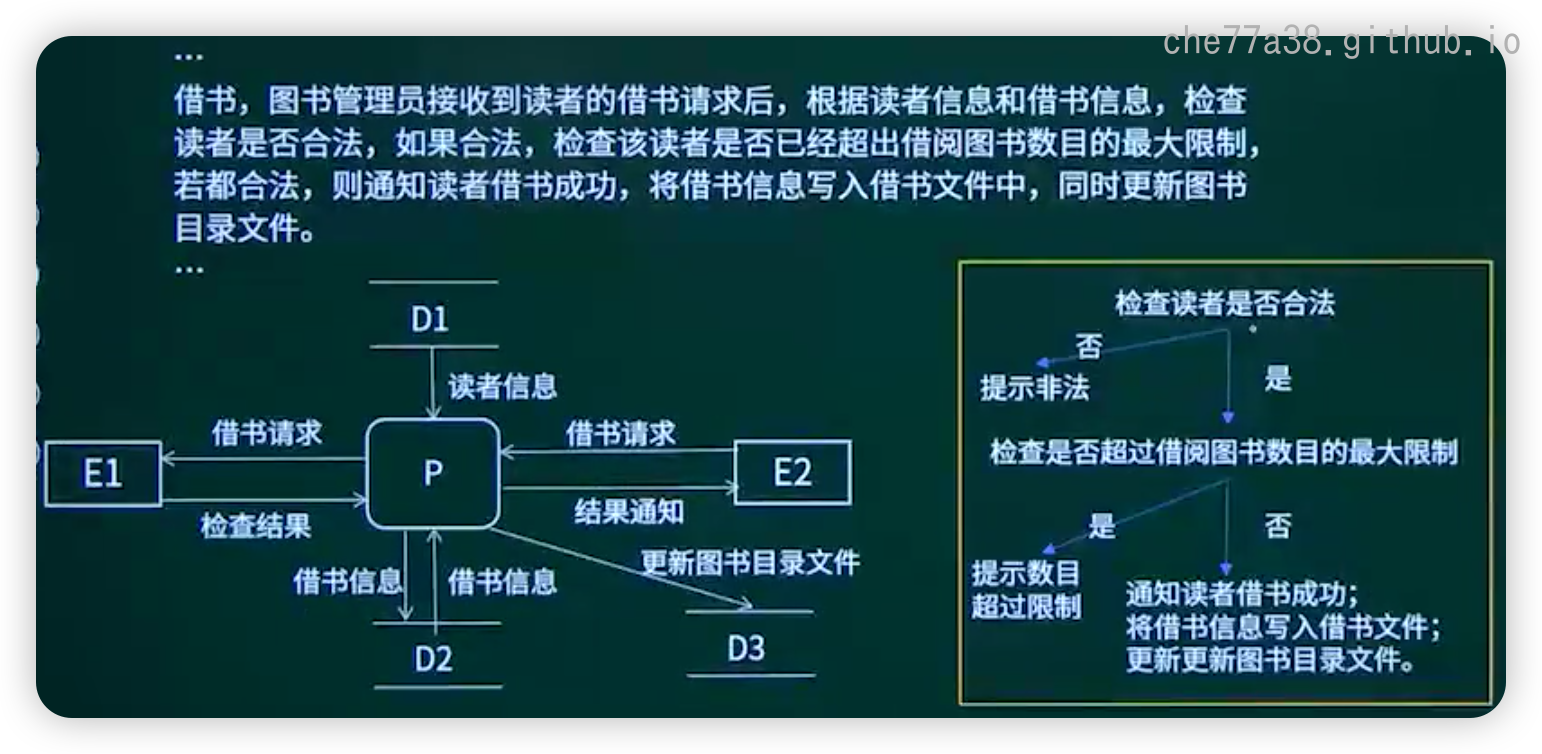 che77a38.github.io
...
借书，图书管理员接收到读者的借书请求后，根据读者信息和借书信息，检查
读者是否合法，如果合法，检查该读者是否已经超出借阅图书数目的最大限制，
若都合法，则通知读者借书成功，将借书信息写入借书文件中，同时更新图书
目录文件。
...
D1
读者信息
借书请求
借书请求
E1
P
E2
检查结果
结果通知
借书信息
借书信息
更新图书目录文件
D2
D3
检查读者是否合法
否
是
提示非法
检查是否超过借阅图书数目的最大限制
是
否
提示数目
超过限制
通知读者借书成功；
将借书信息写入借书文件；
更新更新图书目录文件。